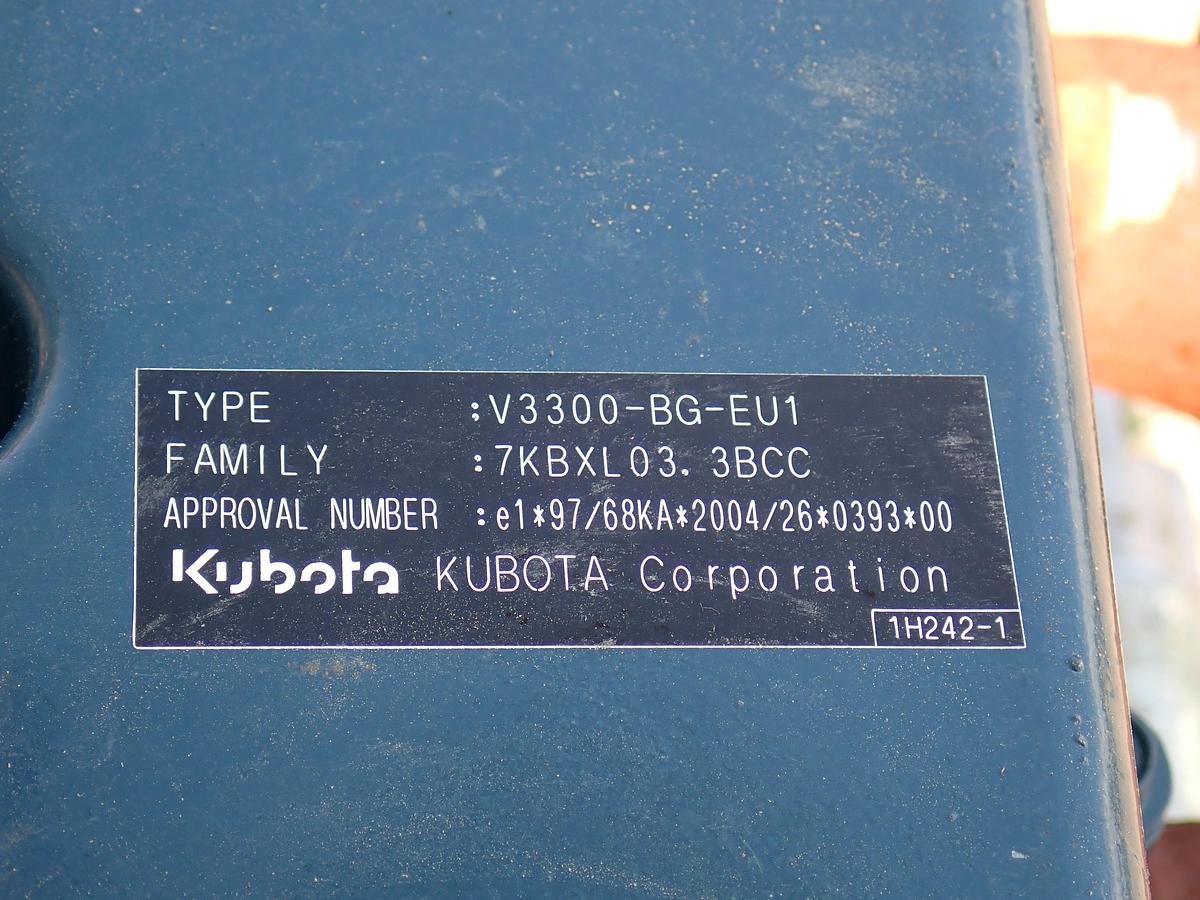 TYPE :V3300-BG-EU1
FAMILY :7KBXL03.3BCC
APPROVAL NUMBER :e1*97/68KA*2004/26*0393*00
Kubota KUBOTA Corporation
1H242-1